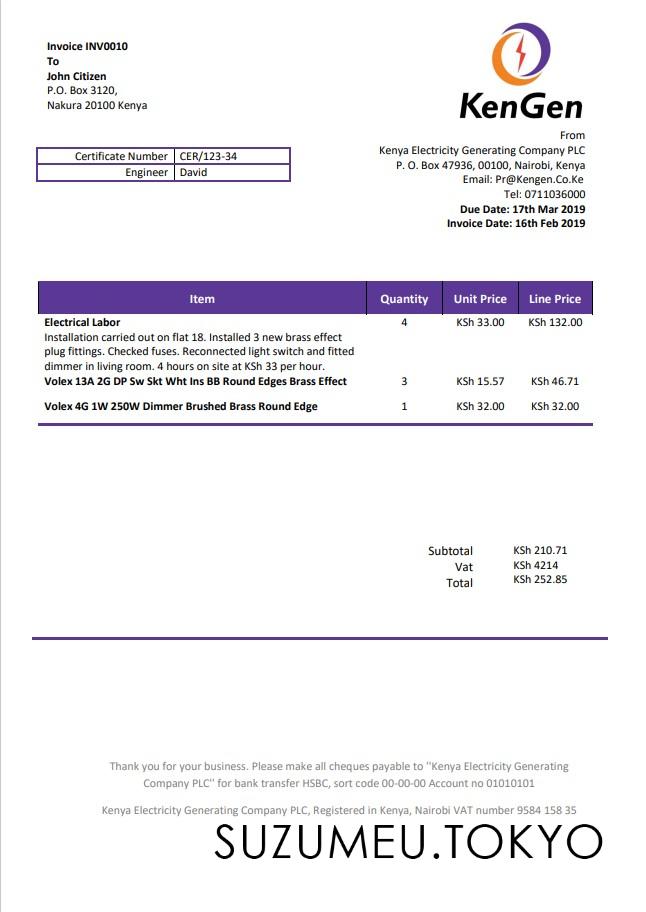 Invoice INV0010
To
John Citizen
P.O. Box 3120,
Nakura 20100 Kenya
KenGen
From
Kenya Electricity Generating Company PLC
P. O. Box 47936, 00100, Nairobi, Kenya
Email: Pr@Kengen.Co.Ke
Tel: 0711036000
Due Date: 17th Mar 2019
Invoice Date: 16th Feb 2019
Certificate Number CER/123-34
Engineer David
Item Quantity Unit Price Line Price
Electrical Labor 4 KSh 33.00 KSh 132.00
Installation carried out on flat 18. Installed 3 new brass effect
plug fittings. Checked fuses. Reconnected light switch and fitted
dimmer in living room. 4 hours on site at KSh 33 per hour.
Volex 13A 2G DP Sw Skt Wht Ins BB Round Edges Brass Effect 3 KSh 15.57 KSh 46.71
Volex 4G 1W 250W Dimmer Brushed Brass Round Edge 1 KSh 32.00 KSh 32.00
Subtotal KSh 210.71
Vat KSh 4214
Total KSh 252.85
Thank you for your business. Please make all cheques payable to "Kenya Electricity Generating
Company PLC" for bank transfer HSBC, sort code 00-00-00 Account no 01010101
Kenya Electricity Generating Company PLC, Registered in Kenya, Nairobi VAT number 9584 158 35
SUZUMEU.TOKYO